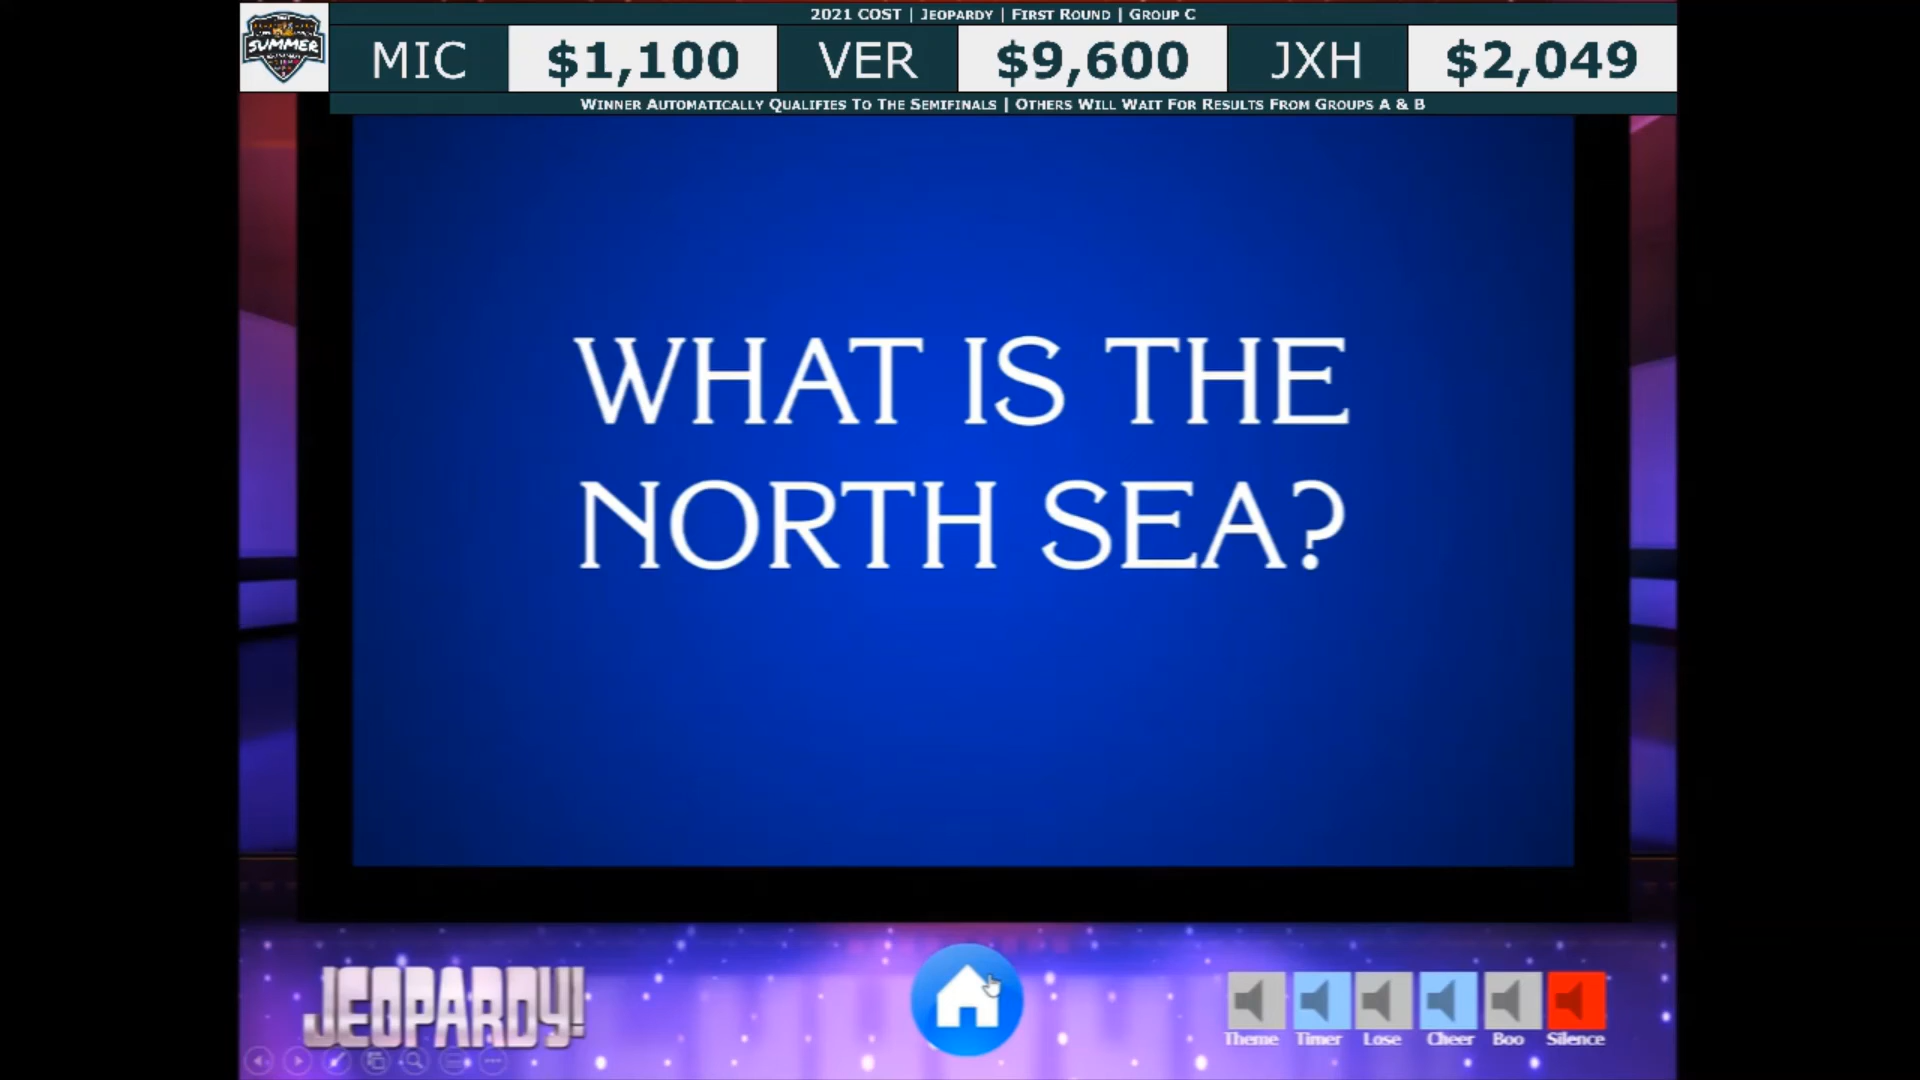 2021 COST | JEOPARDY | FIRST ROUND | GROUP C
SUMMER
MIC $1,100 VER $9,600 JXH $2,049
WINNER AUTOMATICALLY QUALIFIES TO THE SEMIFINALS | OTHERS WILL WAIT FOR RESULTS FROM GROUPS A & B
WHAT IS THE
NORTH SEA?
JEOPARDY!
Theme Timer Lose Cheer Boo Silence